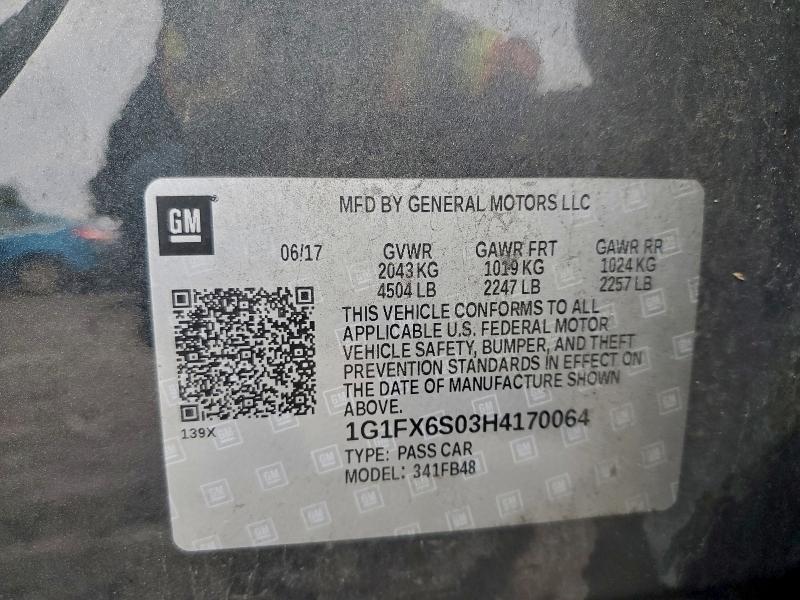 GM
MFD BY GENERAL MOTORS LLC
06/17 GVWR GAWR FRT GAWR RR
2043 KG 1019 KG 1024 KG
4504 LB 2247 LB 2257 LB
THIS VEHICLE CONFORMS TO ALL
APPLICABLE U.S. FEDERAL MOTOR
VEHICLE SAFETY, BUMPER, AND THEFT
PREVENTION STANDARDS IN EFFECT ON
THE DATE OF MANUFACTURE SHOWN
ABOVE.
139X
1G1FX6S03H4170064
TYPE: PASS CAR
MODEL: 341FB48